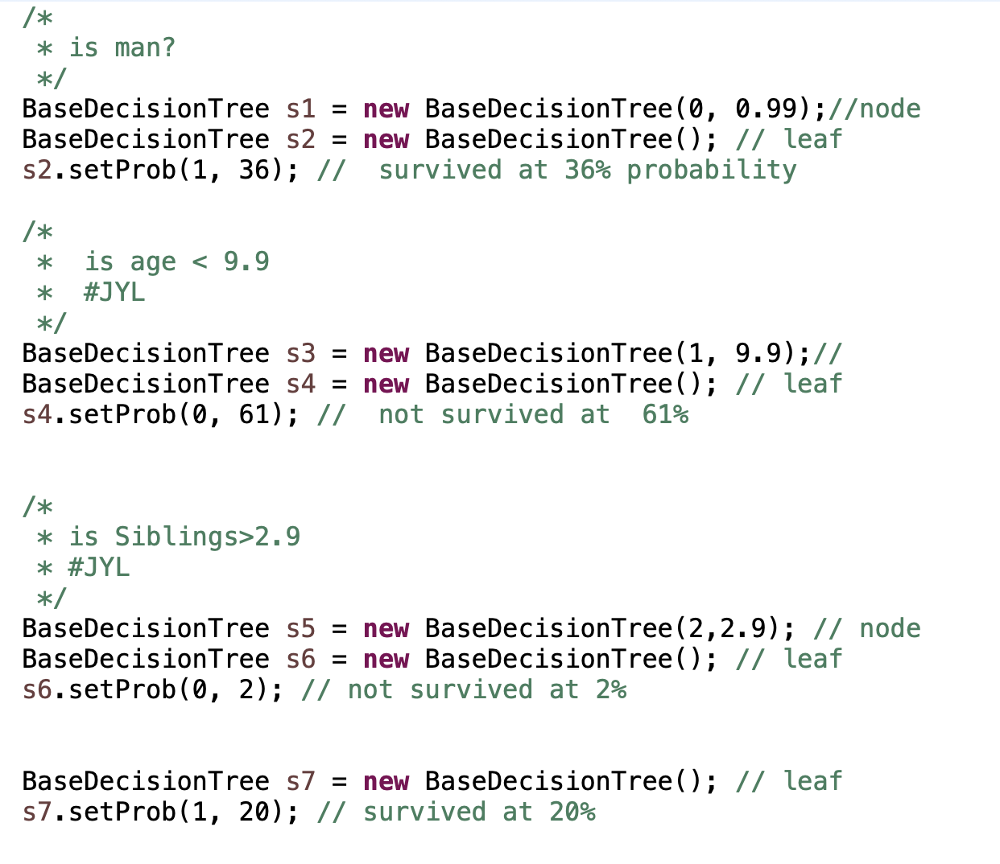 /*
 * is man?
 */
BaseDecisionTree s1 = new BaseDecisionTree(0, 0.99);//node
BaseDecisionTree s2 = new BaseDecisionTree(); // leaf
s2.setProb(1, 36); //  survived at 36% probability

/*
 *  is age < 9.9
 *  #JYL
 */
BaseDecisionTree s3 = new BaseDecisionTree(1, 9.9);//
BaseDecisionTree s4 = new BaseDecisionTree(); // leaf
s4.setProb(0, 61); //  not survived at  61%

/*
 * is Siblings>2.9
 * #JYL
 */
BaseDecisionTree s5 = new BaseDecisionTree(2,2.9); // node
BaseDecisionTree s6 = new BaseDecisionTree(); // leaf
s6.setProb(0, 2); // not survived at 2%

BaseDecisionTree s7 = new BaseDecisionTree(); // leaf
s7.setProb(1, 20); // survived at 20%